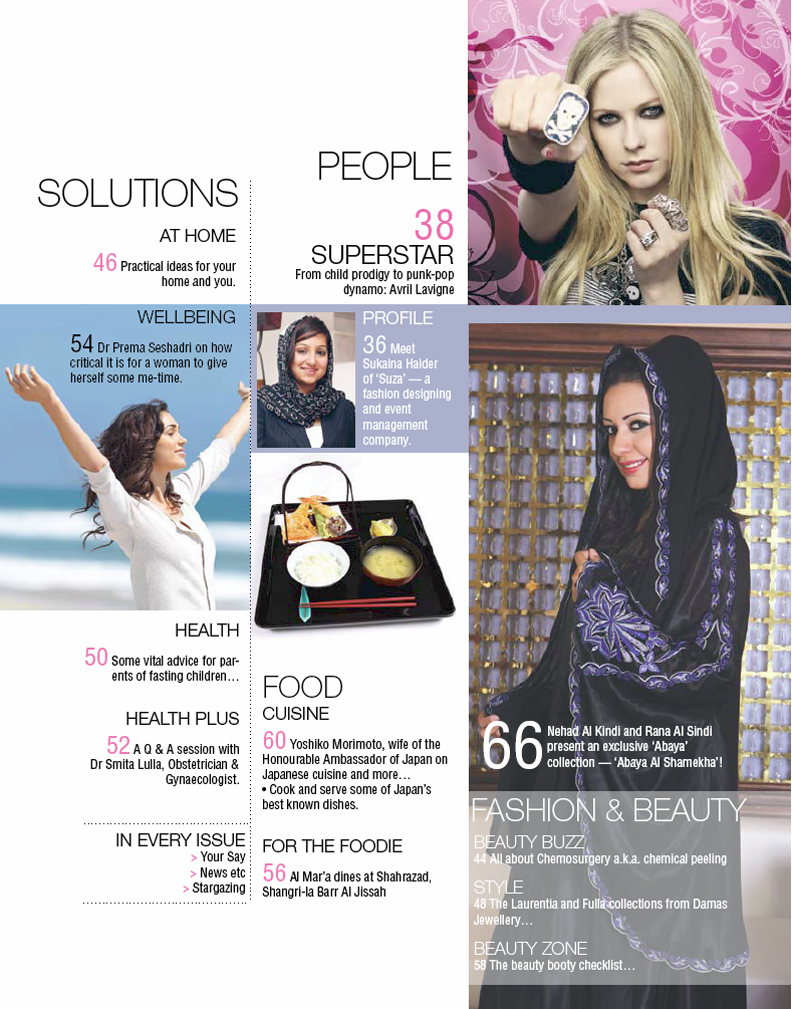 SOLUTIONS
AT HOME
46 Practical ideas for your
home and you.
WELLBEING
54 Dr Prema Seshadri on how
critical it is for a woman to give
herself some me-time.
HEALTH
50 Some vital advice for par-
ents of fasting children…
HEALTH PLUS
52 A Q & A session with
Dr Smita Lulla, Obstetrician &
Gynaecologist.
IN EVERY ISSUE
> Your Say
> News etc
> Stargazing
PEOPLE
38
SUPERSTAR
From child prodigy to punk-pop
dynamo: Avril Lavigne
PROFILE
36 Meet
Sukaina Haider
of ‘Suza’ — a
fashion designing
and event
management
company.
FOOD
CUISINE
60 Yoshiko Morimoto, wife of the
Honourable Ambassador of Japan on
Japanese cuisine and more…
• Cook and serve some of Japan’s
best known dishes.
FOR THE FOODIE
56 Al Mar’a dines at Shahrazad,
Shangri-la Barr Al Jissah
66 Nehad Al Kindi and Rana Al Sindi
present an exclusive ‘Abaya’
collection — ‘Abaya Al Shamekha’!
FASHION & BEAUTY
BEAUTY BUZZ
44 All about Chemosurgery a.k.a. chemical peeling
STYLE
48 The Laurentia and Fulla collections from Damas
Jewellery…
BEAUTY ZONE
58 The beauty booty checklist…